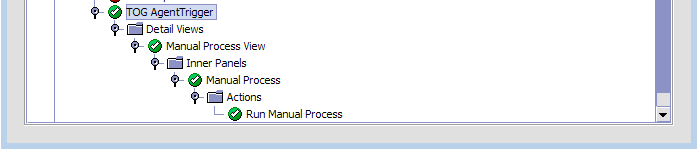 TOG AgentTrigger
Detail Views
Manual Process View
Inner Panels
Manual Process
Actions
Run Manual Process